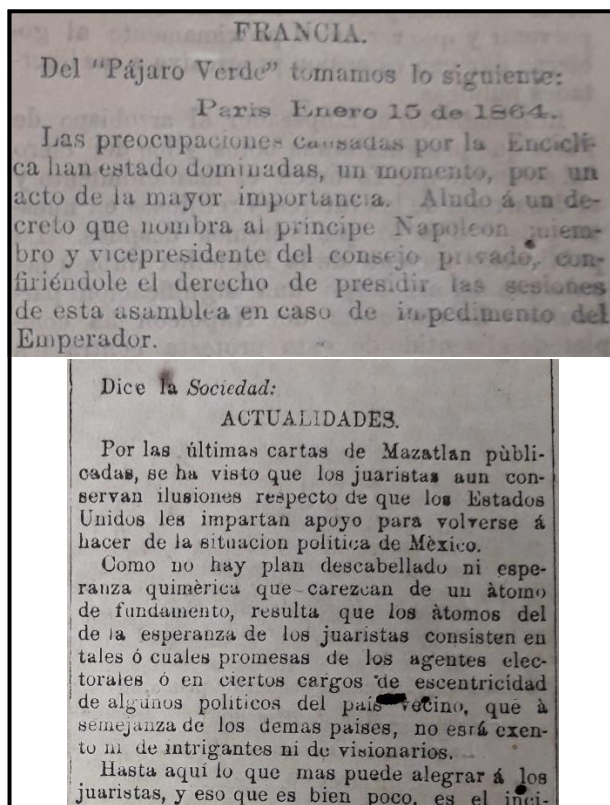 FRANCIA.
Del "Pájaro Verde" tomamos lo siguiente:
Paris Enero 15 de 1864.
Las preocupaciones causadas por la Encícli-
ca han estado dominadas, un momento, por un
acto de la mayor importancia. Aludo á un de-
creto que nombra al principe Napoleon miem-
bro y vicepresidente del consejo privado, con-
firiéndole el derecho de presidir las sesiones
de esta asamblea en caso de impedimento del
Emperador.
Dice la Sociedad:
ACTUALIDADES.
Por las últimas cartas de Mazatlan pùbli-
cadas, se ha visto que los juaristas aun con-
servan ilusiones respecto de que los Estados
Unidos les impartan apoyo para volverse á
hacer de la situacion politica de Mèxico.
Como no hay plan descabellado ni espe-
ranza quimèrica que carezcan de un àtomo
de fundamento, resulta que los àtomos del
de la esperanza de los juaristas consisten en
tales ó cuales promesas de los agentes elec-
torales ó en ciertos cargos de escentricidad
de algunos politicos del país vecino, que à
semejanza de los demas paises, no está exen-
to ni de intrigantes ni de visionarios.
Hasta aquí lo que mas puede alegrar á los
juaristas, y eso que es bien poco, es el inci-